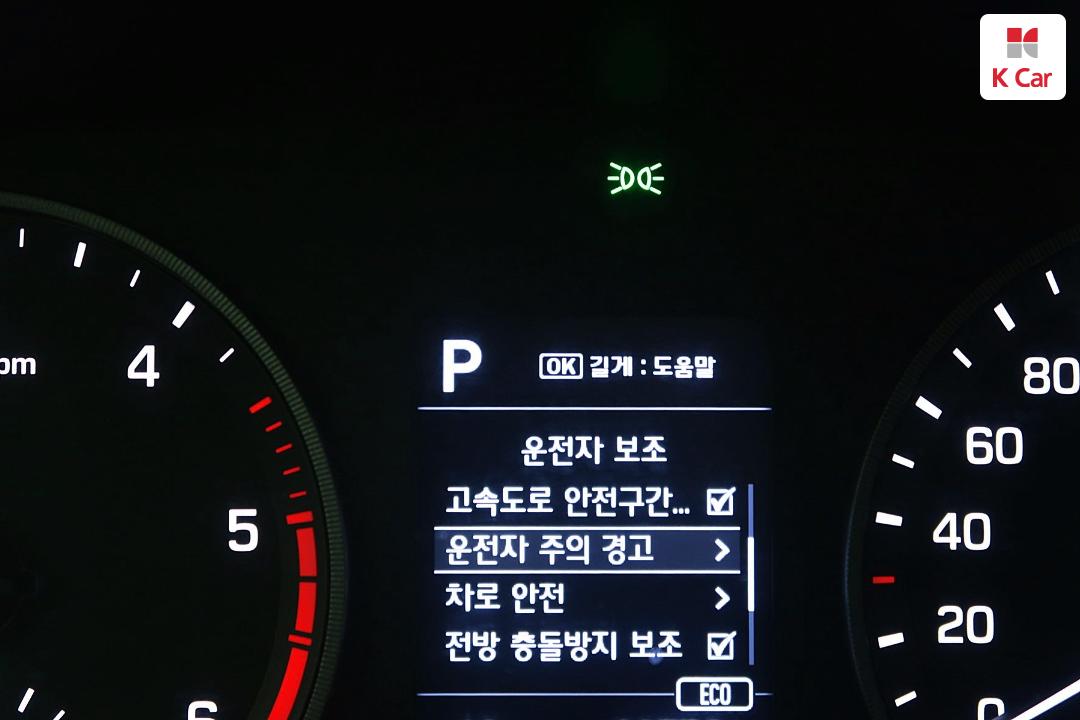 K Car
P
OK 길게 : 도움말
운전자 보조
고속도로 안전구간...
운전자 주의 경고
차로 안전
전방 충돌방지 보조
ECO
4
5
6
80
60
40
20
0